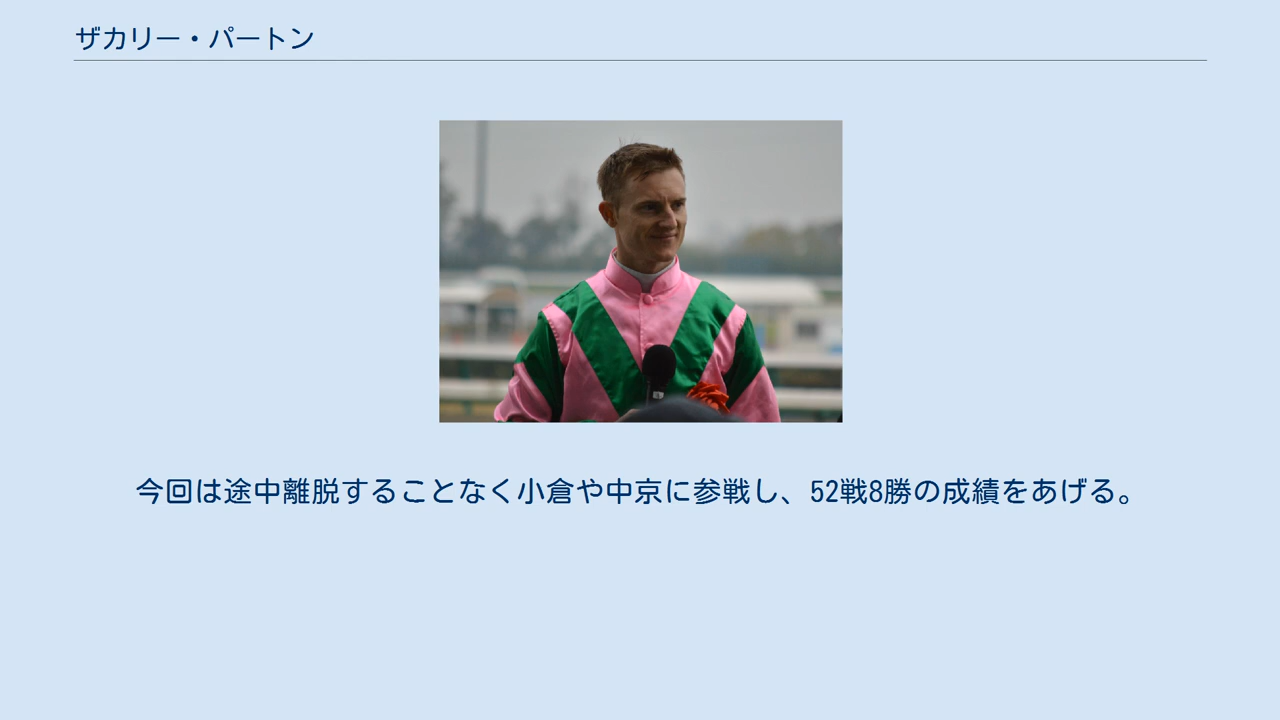 ザカリー・パートン
今回は途中離脱することなく小倉や中京に参戦し、52戦8勝の成績をあげる。